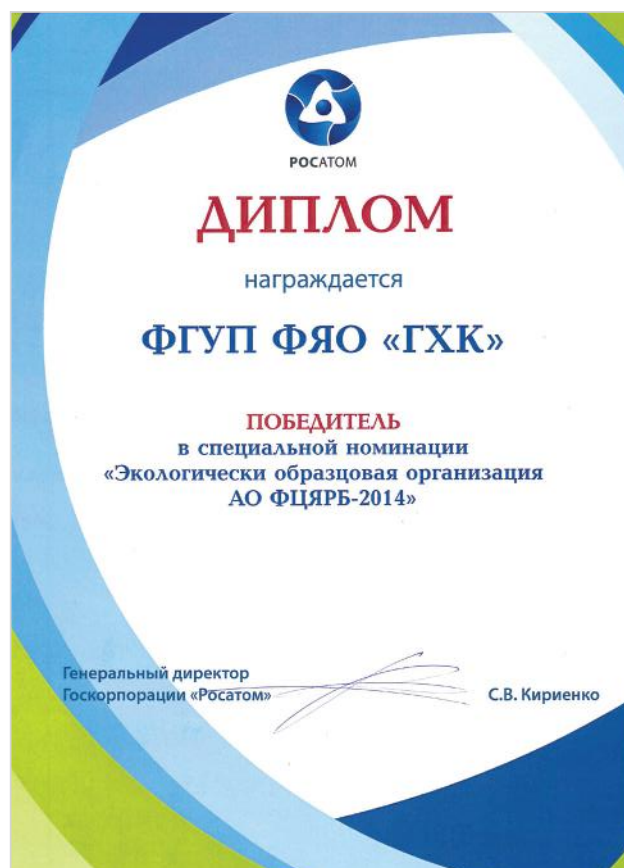 РОСАТОМ
ДИПЛОМ
награждается
ФГУП ФЯО «ГХК»
ПОБЕДИТЕЛЬ
в специальной номинации
«Экологически образцовая организация
АО ФЦЯРБ-2014»
Генеральный директор
Госкорпорации «Росатом»
С.В. Кириенко